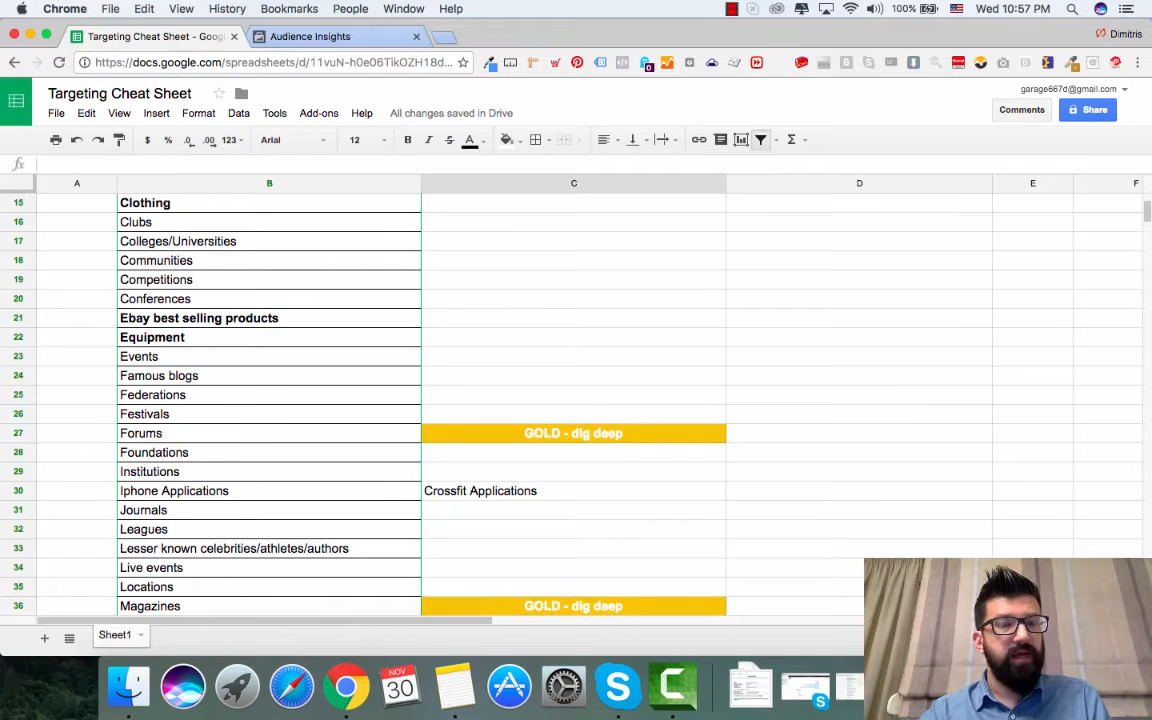 Chrome File Edit View History Bookmarks People Window Help 100% Wed 10:57 PM
Targeting Cheat Sheet - Goog
Audience Insights
Dimitris
https://docs.google.com/spreadsheets/d/11vuN-h0e06TikOZH18d...
Targeting Cheat Sheet
garage667d@gmail.com
File Edit View Insert Format Data Tools Add-ons Help All changes saved in Drive
Comments
Share
$ % .0 .00 123 Arial 12 B I S A Σ
fx
A B C D E F
15 Clothing
16 Clubs
17 Colleges/Universities
18 Communities
19 Competitions
20 Conferences
21 Ebay best selling products
22 Equipment
23 Events
24 Famous blogs
25 Federations
26 Festivals
27 Forums GOLD - dig deep
28 Foundations
29 Institutions
30 Iphone Applications Crossfit Applications
31 Journals
32 Leagues
33 Lesser known celebrities/athletes/authors
34 Live events
35 Locations
36 Magazines GOLD - dig deep
+ Sheet1
NOV
30